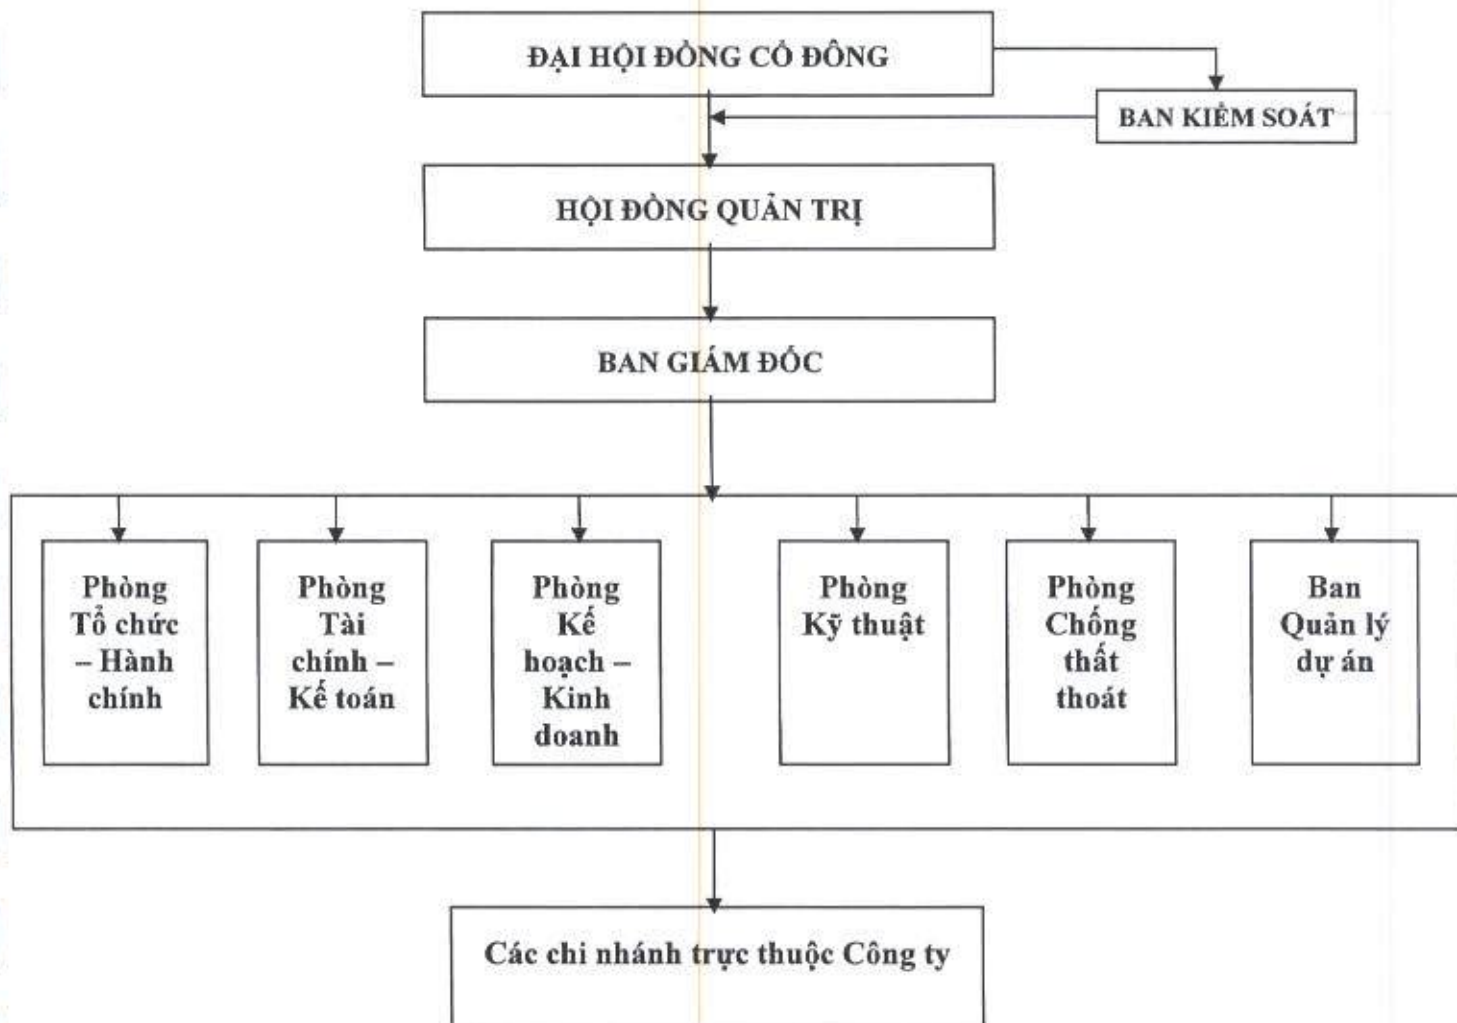 ĐẠI HỘI ĐỒNG CỔ ĐÔNG
BAN KIỂM SOÁT
HỘI ĐỒNG QUẢN TRỊ
BAN GIÁM ĐỐC
Phòng
Tổ chức
– Hành
chính
Phòng
Tài
chính –
Kế toán
Phòng
Kế
hoạch –
Kinh
doanh
Phòng
Kỹ thuật
Phòng
Chống
thất
thoát
Ban
Quản lý
dự án
Các chi nhánh trực thuộc Công ty